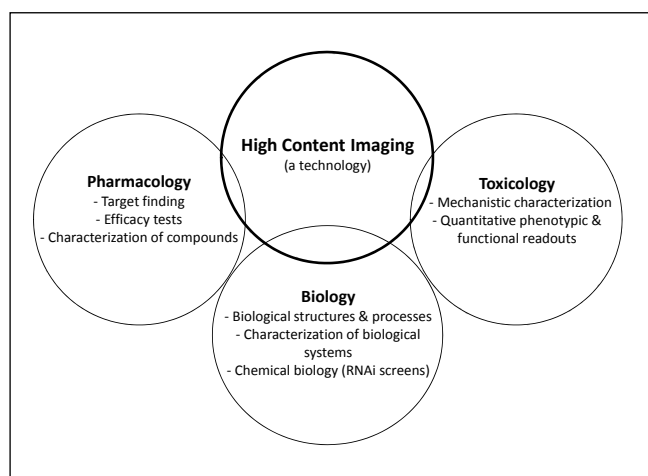 High Content Imaging
(a technology)
Pharmacology
- Target finding
- Efficacy tests
- Characterization of compounds
Toxicology
- Mechanistic characterization
- Quantitative phenotypic &
functional readouts
Biology
- Biological structures & processes
- Characterization of biological
systems
- Chemical biology (RNAi screens)